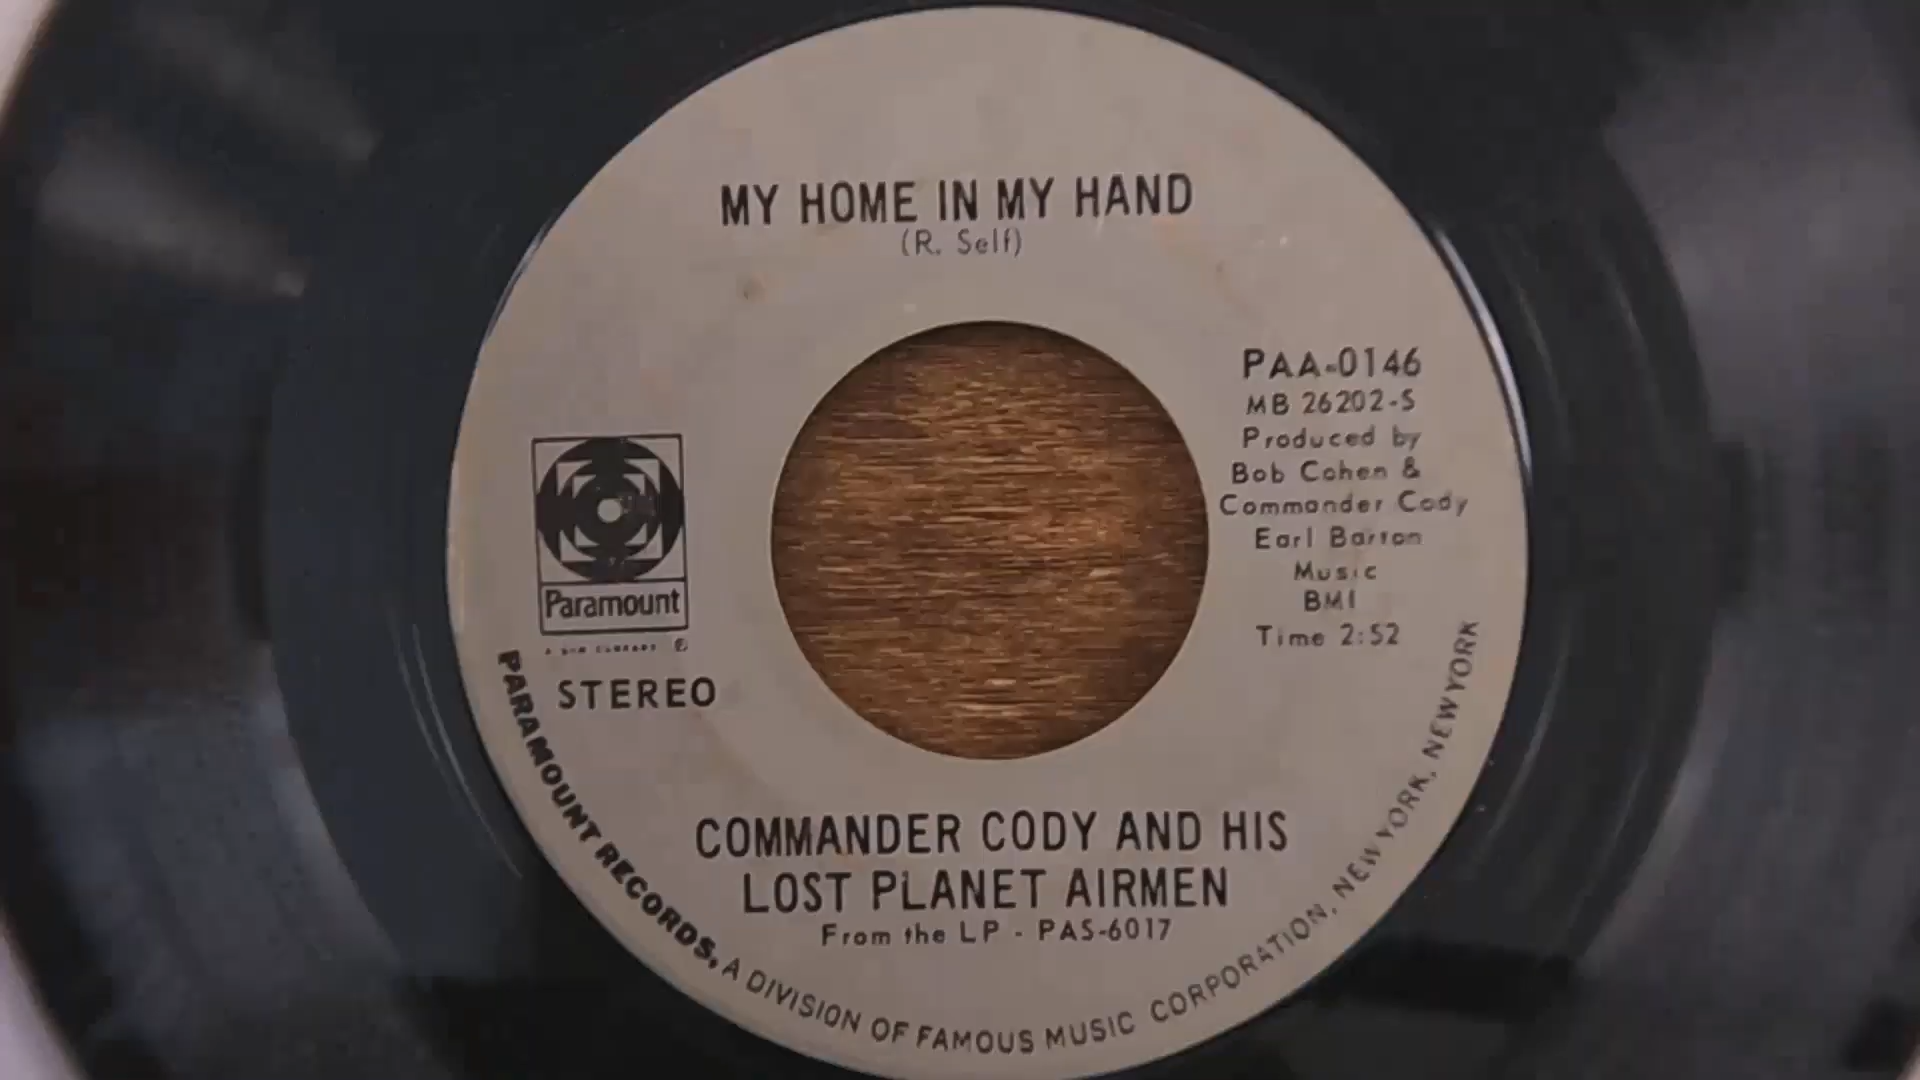 MY HOME IN MY HAND
(R. Self)
PAA-0146
MB 26202-S
Produced by
Bob Cohen &
Commander Cody
Earl Barton
Music
BMI
Time 2:52
Paramount
STEREO
COMMANDER CODY AND HIS
LOST PLANET AIRMEN
From the LP - PAS-6017
PARAMOUNT RECORDS, A DIVISION OF FAMOUS MUSIC CORPORATION, NEW YORK, NEW YORK